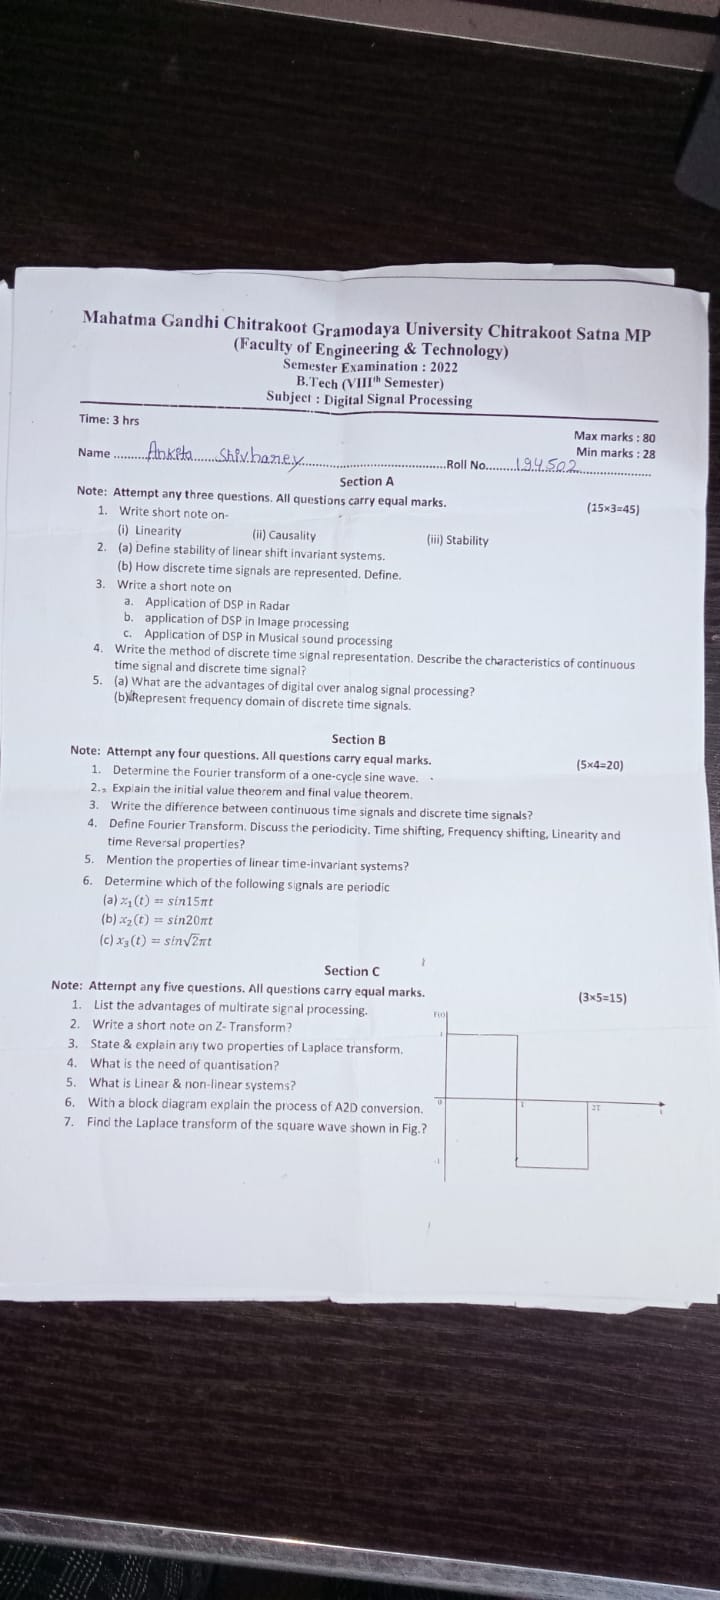 Mahatma Gandhi Chitrakoot Gramodaya University Chitrakoot Satna MP
(Faculty of Engineering & Technology)
Semester Examination : 2022
B.Tech (VIIIth Semester)
Subject : Digital Signal Processing
Time: 3 hrs
Max marks : 80
Min marks : 28
Name .........Ankita......Shivhaney.......Roll No........194502
Section A
Note: Attempt any three questions. All questions carry equal marks. (15×3=45)
1. Write short note on-
(i) Linearity (ii) Causality (iii) Stability
2. (a) Define stability of linear shift invariant systems.
(b) How discrete time signals are represented. Define.
3. Write a short note on
a. Application of DSP in Radar
b. application of DSP in Image processing
c. Application of DSP in Musical sound processing
4. Write the method of discrete time signal representation. Describe the characteristics of continuous
time signal and discrete time signal?
5. (a) What are the advantages of digital over analog signal processing?
(b) Represent frequency domain of discrete time signals.
Section B
Note: Attempt any four questions. All questions carry equal marks. (5×4=20)
1. Determine the Fourier transform of a one-cycle sine wave.
2. Explain the initial value theorem and final value theorem.
3. Write the difference between continuous time signals and discrete time signals?
4. Define Fourier Transform. Discuss the periodicity. Time shifting, Frequency shifting, Linearity and
time Reversal properties?
5. Mention the properties of linear time-invariant systems?
6. Determine which of the following signals are periodic
(a) x₁(t) = sin15πt
(b) x₂(t) = sin20πt
(c) x₃(t) = sin√2πt
Section C
Note: Attempt any five questions. All questions carry equal marks. (3×5=15)
1. List the advantages of multirate signal processing.
2. Write a short note on Z- Transform?
3. State & explain any two properties of Laplace transform.
4. What is the need of quantisation?
5. What is Linear & non-linear systems?
6. With a block diagram explain the process of A2D conversion.
7. Find the Laplace transform of the square wave shown in Fig.?
0
2T
-1
t